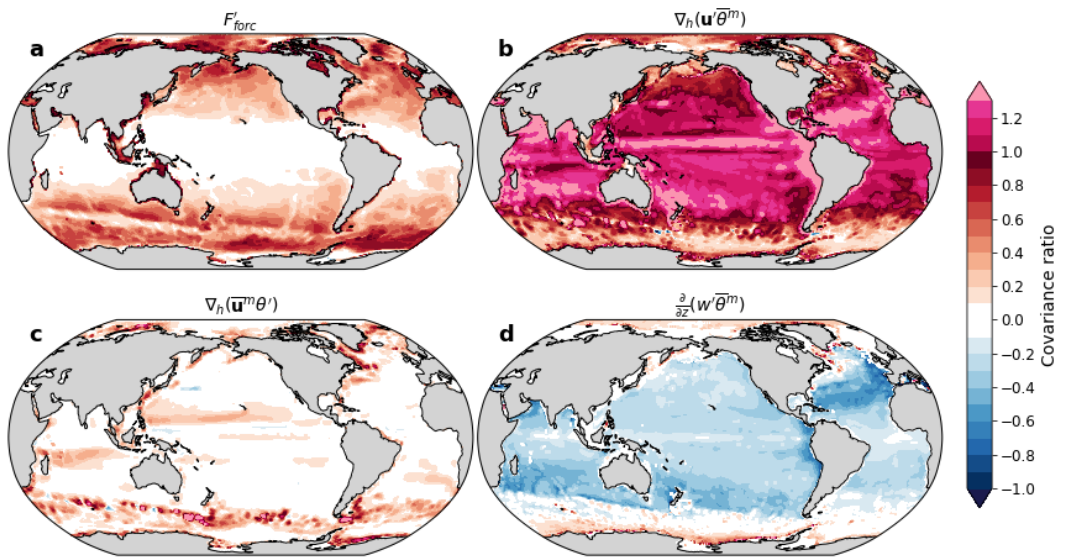 F′forc
∇h(u′θ̅ᵐ)
a
b
∇h(u̅ᵐθ′)
∂/∂z(w′θ̅ᵐ)
c
d
1.2
1.0
0.8
0.6
0.4
0.2
0.0
−0.2
−0.4
−0.6
−0.8
−1.0
Covariance ratio